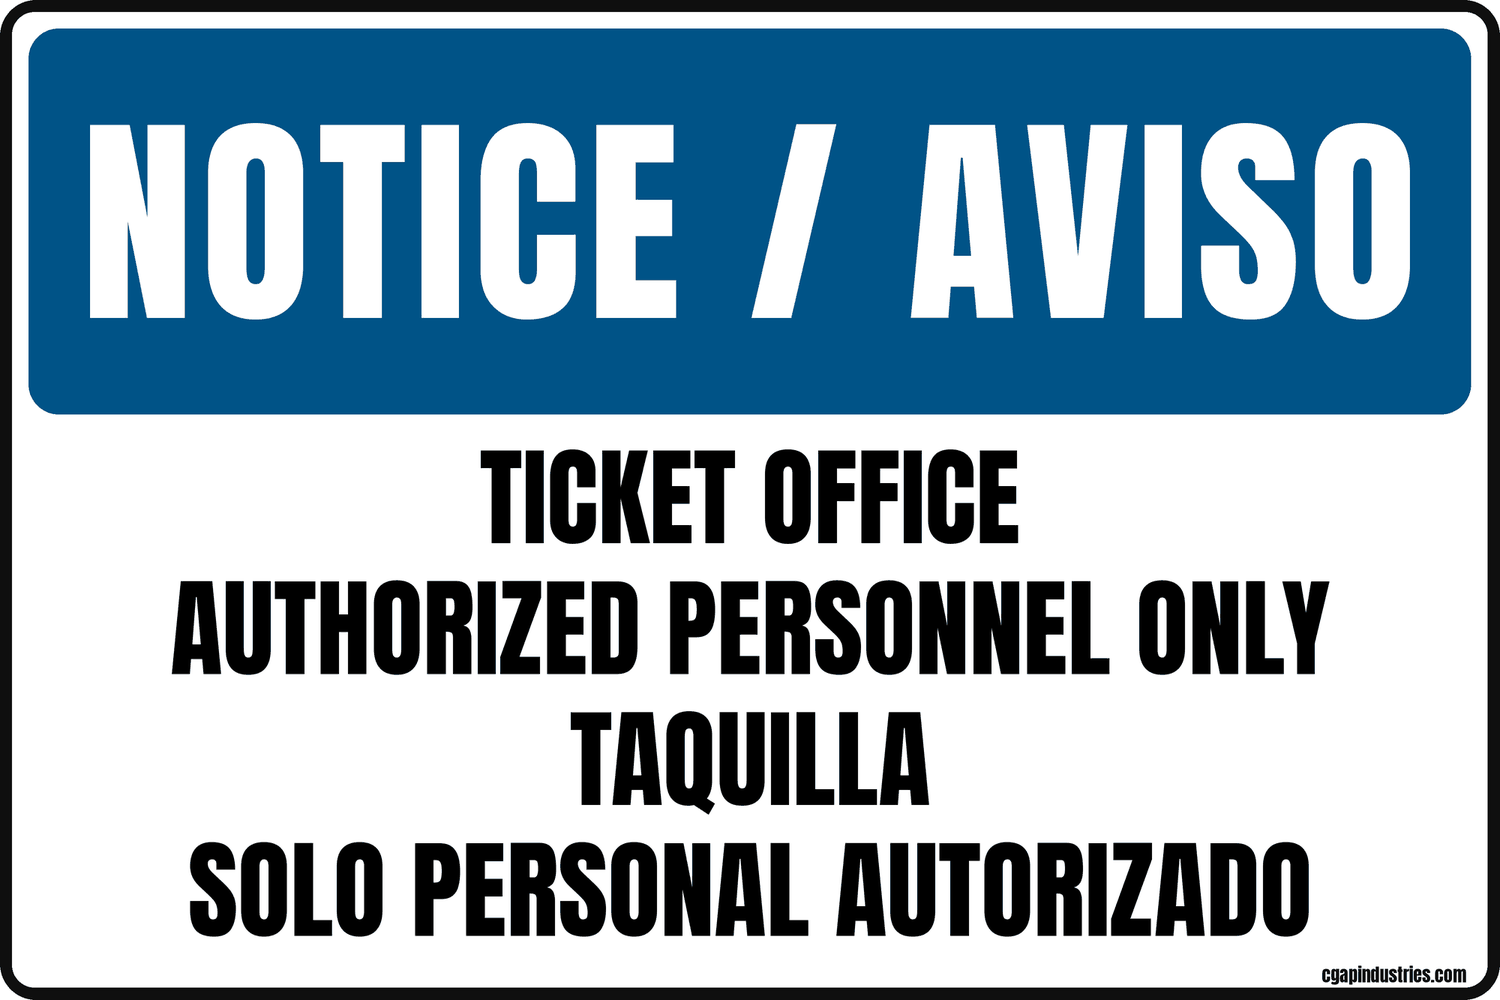 NOTICE / AVISO
TICKET OFFICE
AUTHORIZED PERSONNEL ONLY
TAQUILLA
SOLO PERSONAL AUTORIZADO
cgapindustries.com